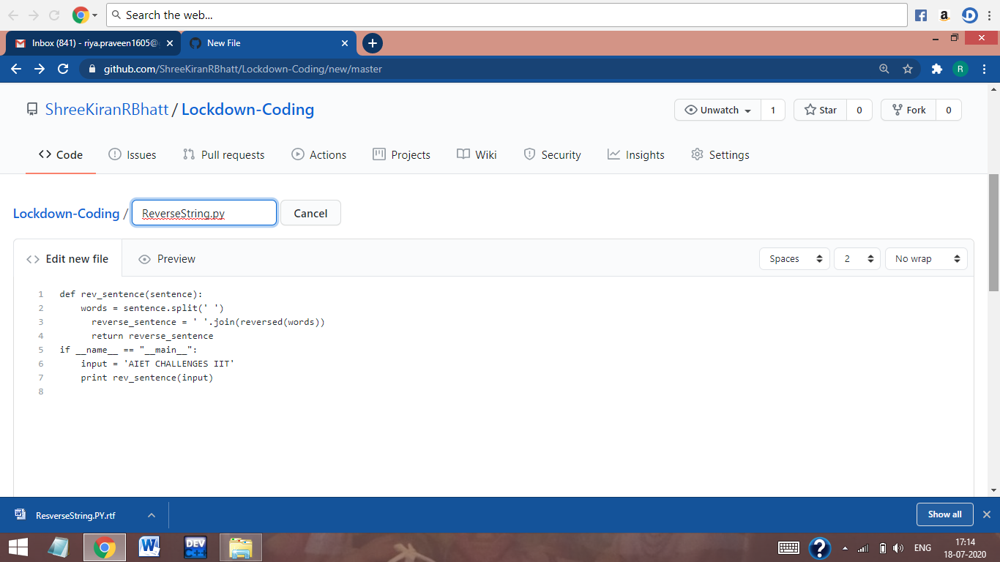 Search the web...
Inbox (841) - riya.praveen1605@
New File
github.com/ShreeKiranRBhatt/Lockdown-Coding/new/master
R
ShreeKiranRBhatt / Lockdown-Coding
Unwatch 1 Star 0 Fork 0
Code Issues Pull requests Actions Projects Wiki Security Insights Settings
Lockdown-Coding / ReverseString.py Cancel
Edit new file Preview Spaces 2 No wrap
1 def rev_sentence(sentence):
2     words = sentence.split(' ')
3       reverse_sentence = ' '.join(reversed(words))
4       return reverse_sentence
5 if __name__ == "__main__":
6     input = 'AIET CHALLENGES IIT'
7     print rev_sentence(input)
8
ResverseString.PY.rtf Show all
DEV C++ ENG 17:14
18-07-2020